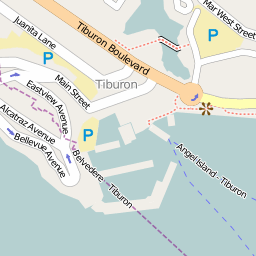 Juanita Lane
Tiburon Boulevard
Mar West Street
P
P
Main Street
Tiburon
Eastview Avenue
Alcatraz Avenue
Bellevue Avenue
P
Belvedere
Tiburon
Angel Island - Tiburon